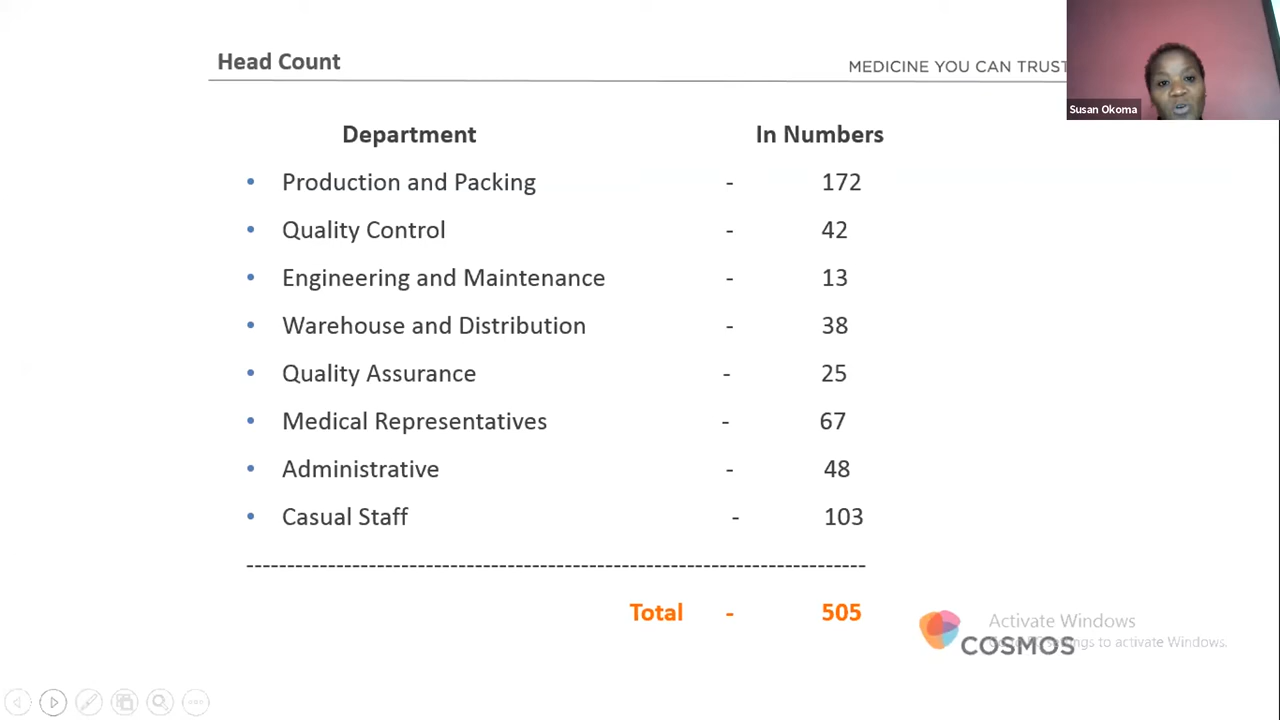 Head Count
MEDICINE YOU CAN TRUST
Susan Okoma
Department In Numbers
• Production and Packing - 172
• Quality Control - 42
• Engineering and Maintenance - 13
• Warehouse and Distribution - 38
• Quality Assurance - 25
• Medical Representatives - 67
• Administrative - 48
• Casual Staff - 103
Total - 505
Activate Windows
settings to activate Windows.
COSMOS